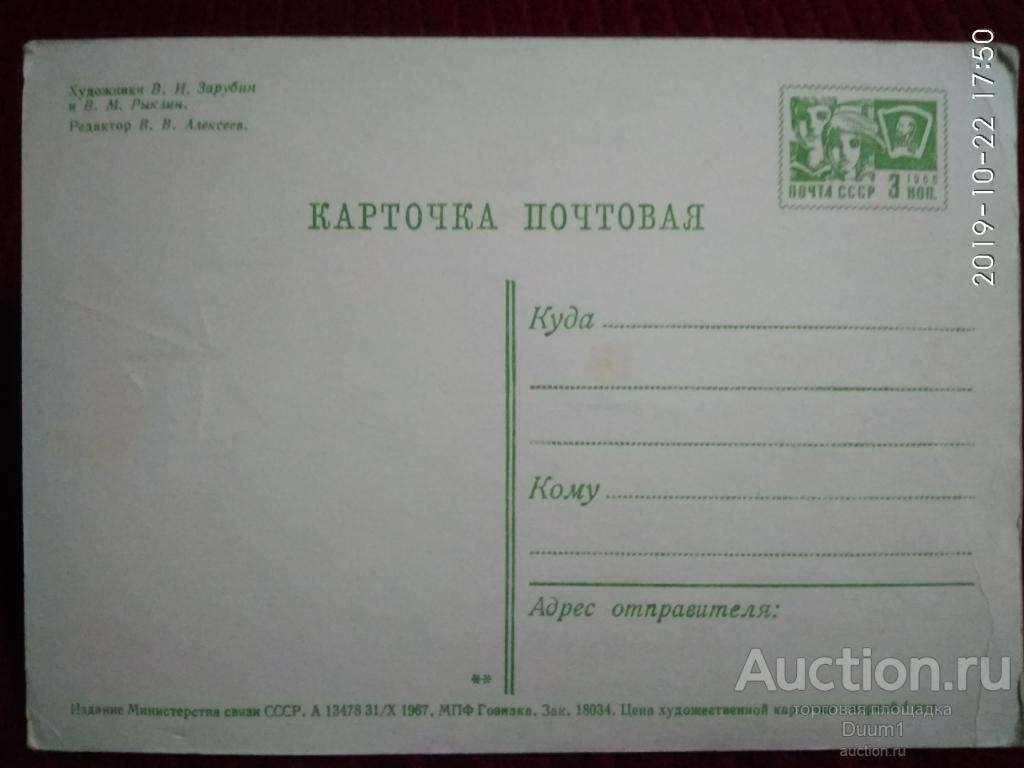 Художники В. И. Зарубин
и В. М. Рыклин.
Редактор В. В. Алексеев.
1966
ПОЧТА СССР 3 КОП.
2019-10-22 17:50
КАРТОЧКА ПОЧТОВАЯ
Куда
Кому
Адрес отправителя:
**
Издание Министерства связи СССР. А 13478 31/X 1967. МПФ Гознака. Зак. 18034. Цена художественной
Auction.ru
торговая площадка
Duum1
auction.ru